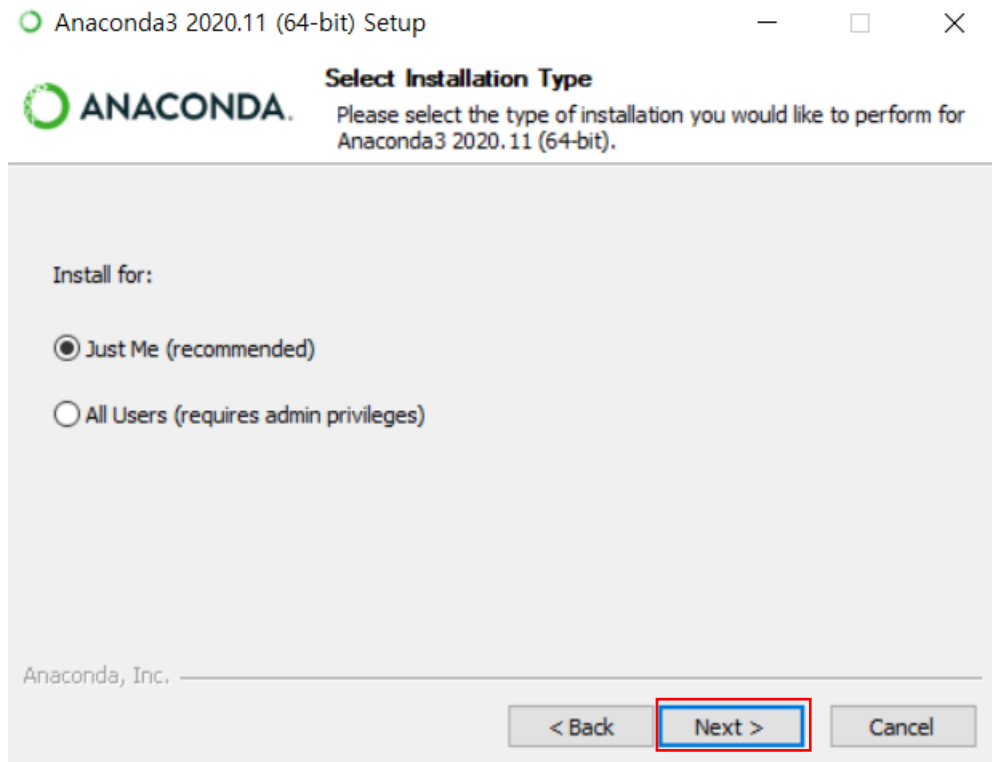 Anaconda3 2020.11 (64-bit) Setup
ANACONDA.
Select Installation Type
Please select the type of installation you would like to perform for
Anaconda3 2020.11 (64-bit).
Install for:
Just Me (recommended)
All Users (requires admin privileges)
Anaconda, Inc.
< Back
Next >
Cancel